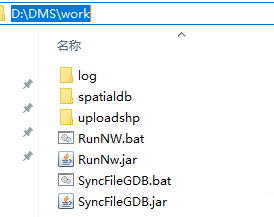 D:\DMS\work
名称
log
spatialdb
uploadshp
RunNW.bat
RunNw.jar
SyncFileGDB.bat
SyncFileGDB.jar